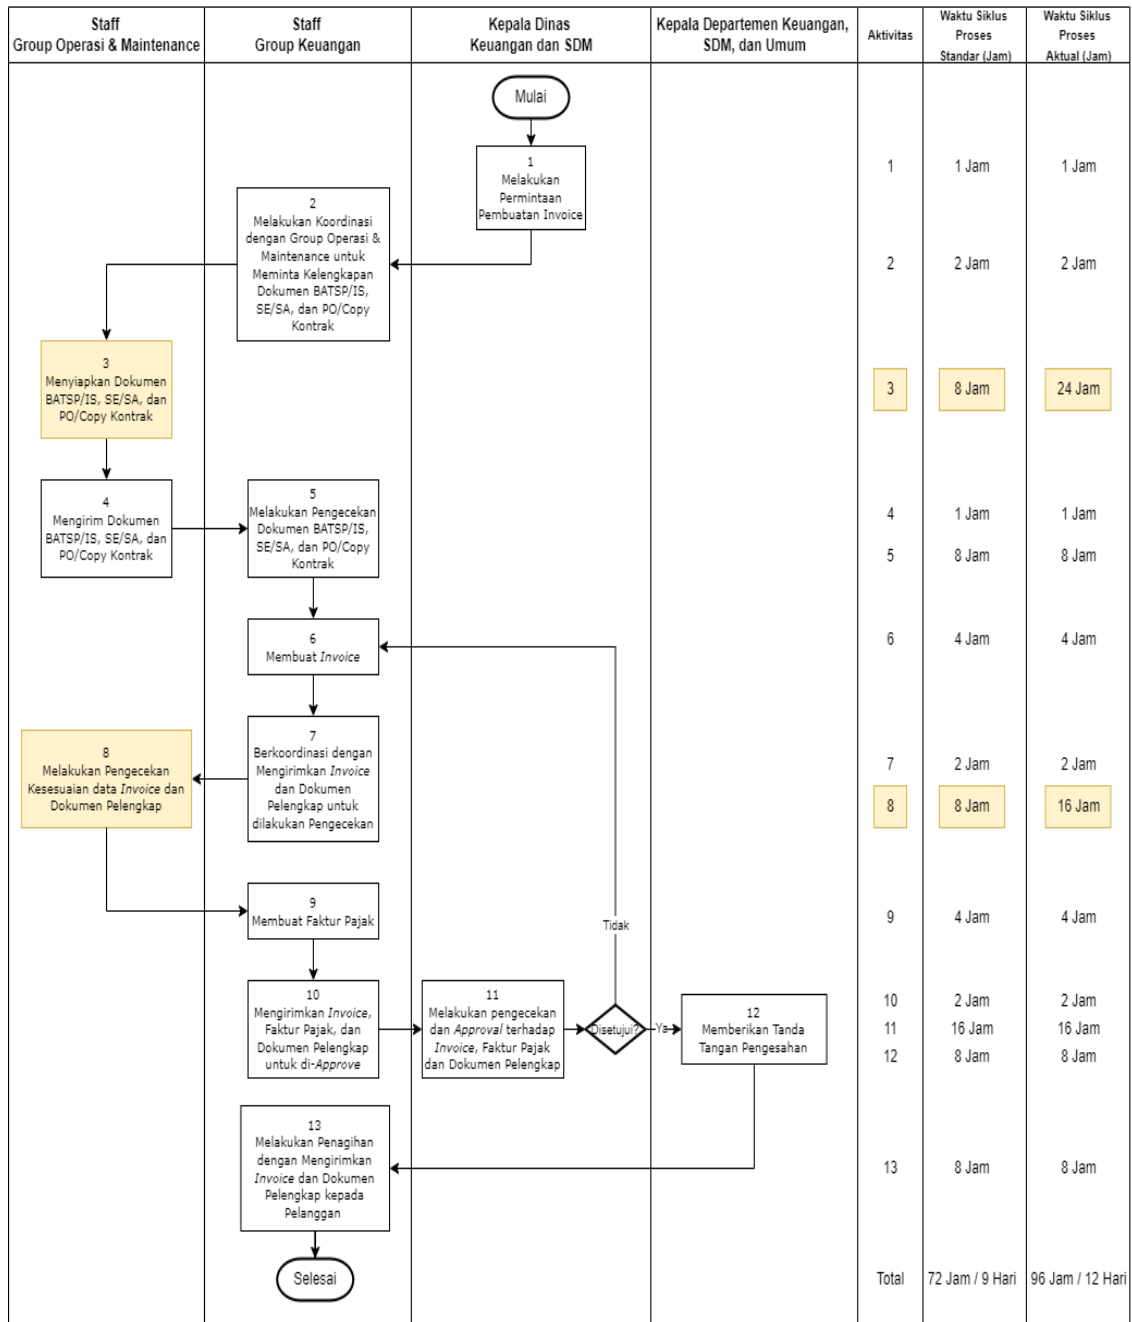 Staff
Group Operasi & Maintenance
Staff
Group Keuangan
Kepala Dinas
Keuangan dan SDM
Kepala Departemen Keuangan,
SDM, dan Umum
Aktivitas
Waktu Siklus
Proses
Standar (Jam)
Waktu Siklus
Proses
Aktual (Jam)
Mulai
1
Melakukan
Permintaan
Pembuatan Invoice
1
1 Jam
1 Jam
2
Melakukan Koordinasi
dengan Group Operasi &
Maintenance untuk
Meminta Kelengkapan
Dokumen BATSP/IS,
SE/SA, dan PO/Copy
Kontrak
2
2 Jam
2 Jam
3
Menyiapkan Dokumen
BATSP/IS, SE/SA, dan
PO/Copy Kontrak
3
8 Jam
24 Jam
4
Mengirim Dokumen
BATSP/IS, SE/SA, dan
PO/Copy Kontrak
5
Melakukan Pengecekan
Dokumen BATSP/IS,
SE/SA, dan PO/Copy
Kontrak
4
1 Jam
1 Jam
5
8 Jam
8 Jam
6
Membuat Invoice
6
4 Jam
4 Jam
7
Berkoordinasi dengan
Mengirimkan Invoice
dan Dokumen
Pelengkap untuk
dilakukan Pengecekan
7
2 Jam
2 Jam
8
Melakukan Pengecekan
Kesesuaian data Invoice dan
Dokumen Pelengkap
8
8 Jam
16 Jam
9
Membuat Faktur Pajak
9
4 Jam
4 Jam
Tidak
10
Mengirimkan Invoice,
Faktur Pajak, dan
Dokumen Pelengkap
untuk di-Approve
11
Melakukan pengecekan
dan Approval terhadap
Invoice, Faktur Pajak
dan Dokumen Pelengkap
Disetujui?
Ya
12
Memberikan Tanda
Tangan Pengesahan
10
2 Jam
2 Jam
11
16 Jam
16 Jam
12
8 Jam
8 Jam
13
Melakukan Penagihan
dengan Mengirimkan
Invoice dan Dokumen
Pelengkap kepada
Pelanggan
13
8 Jam
8 Jam
Selesai
Total
72 Jam / 9 Hari
96 Jam / 12 Hari